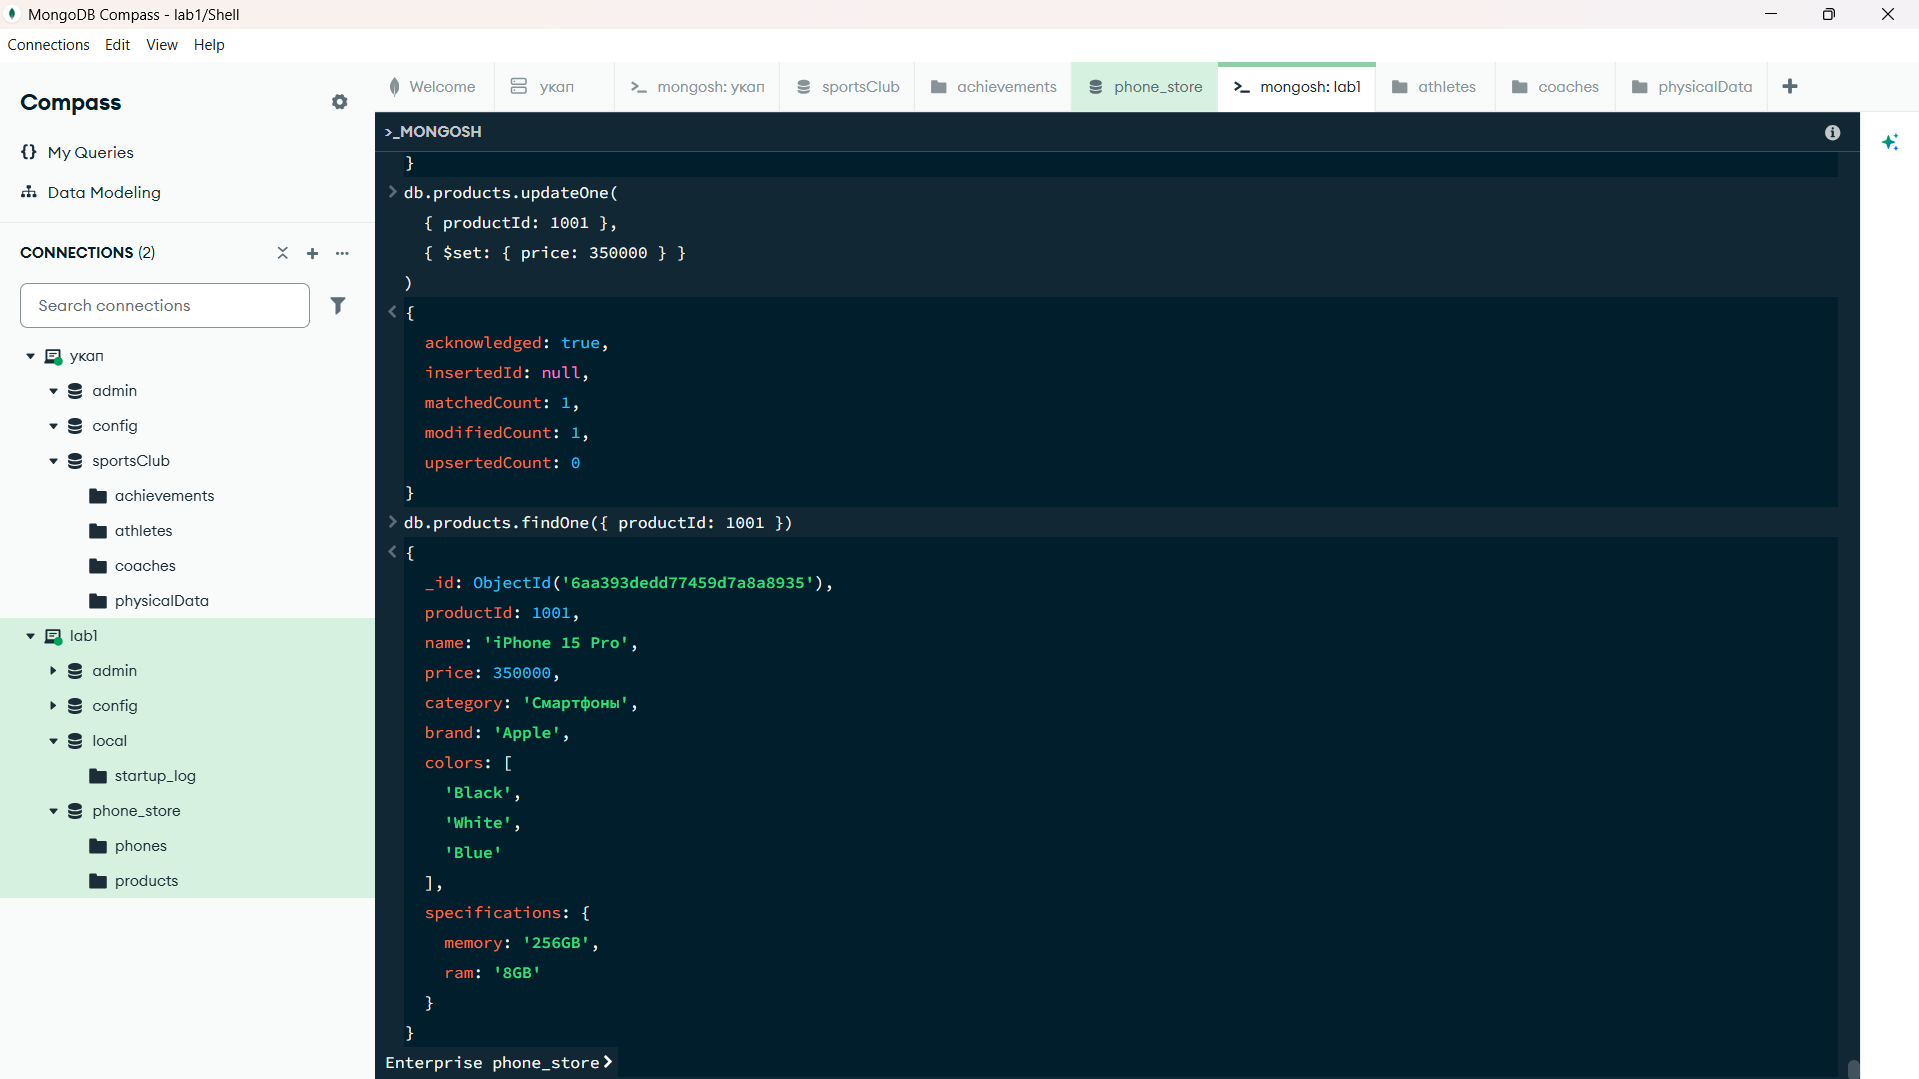 MongoDB Compass - lab1/Shell
Connections Edit View Help
Compass
My Queries
Data Modeling
CONNECTIONS (2)
Search connections
укап
admin
config
sportsClub
achievements
athletes
coaches
physicalData
lab1
admin
config
local
startup_log
phone_store
phones
products
Welcome укап mongosh: укап sportsClub achievements phone_store mongosh: lab1 athletes coaches physicalData
>_MONGOSH
}
db.products.updateOne(
{ productId: 1001 },
{ $set: { price: 350000 } }
)
{
acknowledged: true,
insertedId: null,
matchedCount: 1,
modifiedCount: 1,
upsertedCount: 0
}
db.products.findOne({ productId: 1001 })
{
_id: ObjectId('6aa393dedd77459d7a8a8935'),
productId: 1001,
name: 'iPhone 15 Pro',
price: 350000,
category: 'Смартфоны',
brand: 'Apple',
colors: [
'Black',
'White',
'Blue'
],
specifications: {
memory: '256GB',
ram: '8GB'
}
}
Enterprise phone_store>